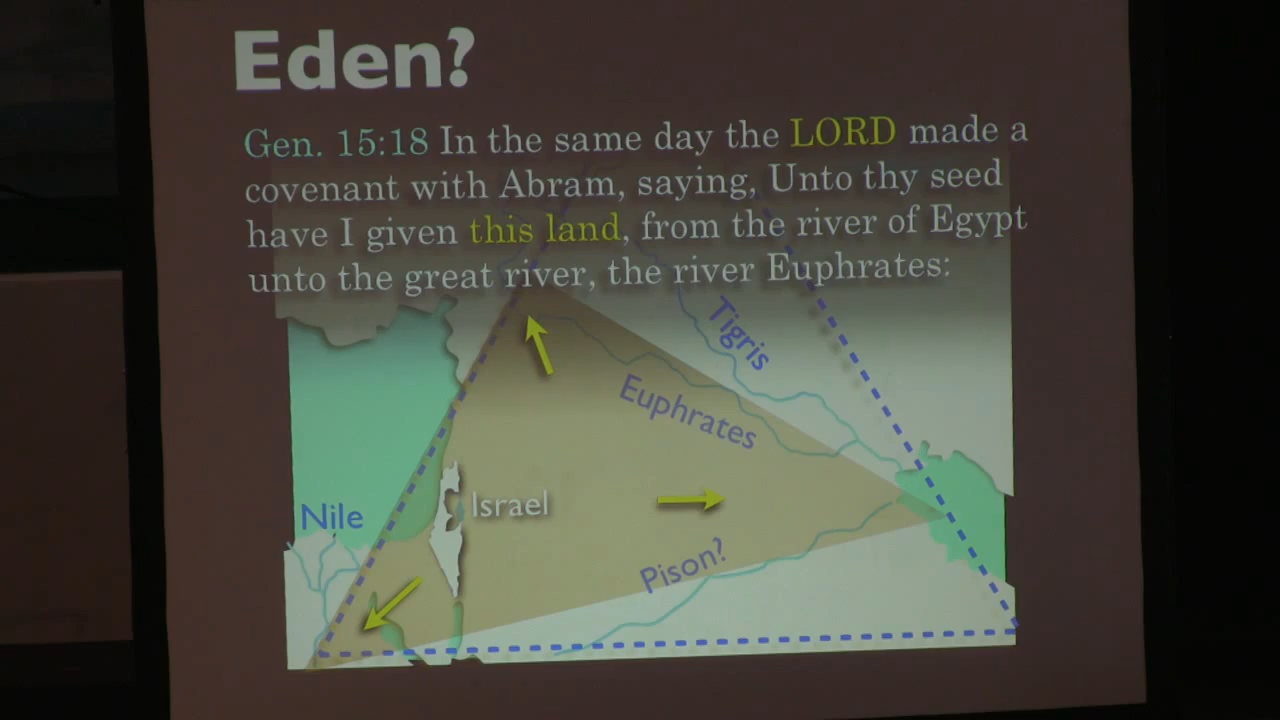 Eden?
Gen. 15:18 In the same day the LORD made a
covenant with Abram, saying, Unto thy seed
have I given this land, from the river of Egypt
unto the great river, the river Euphrates:
Tigris
Euphrates
Israel
Nile
Pison?